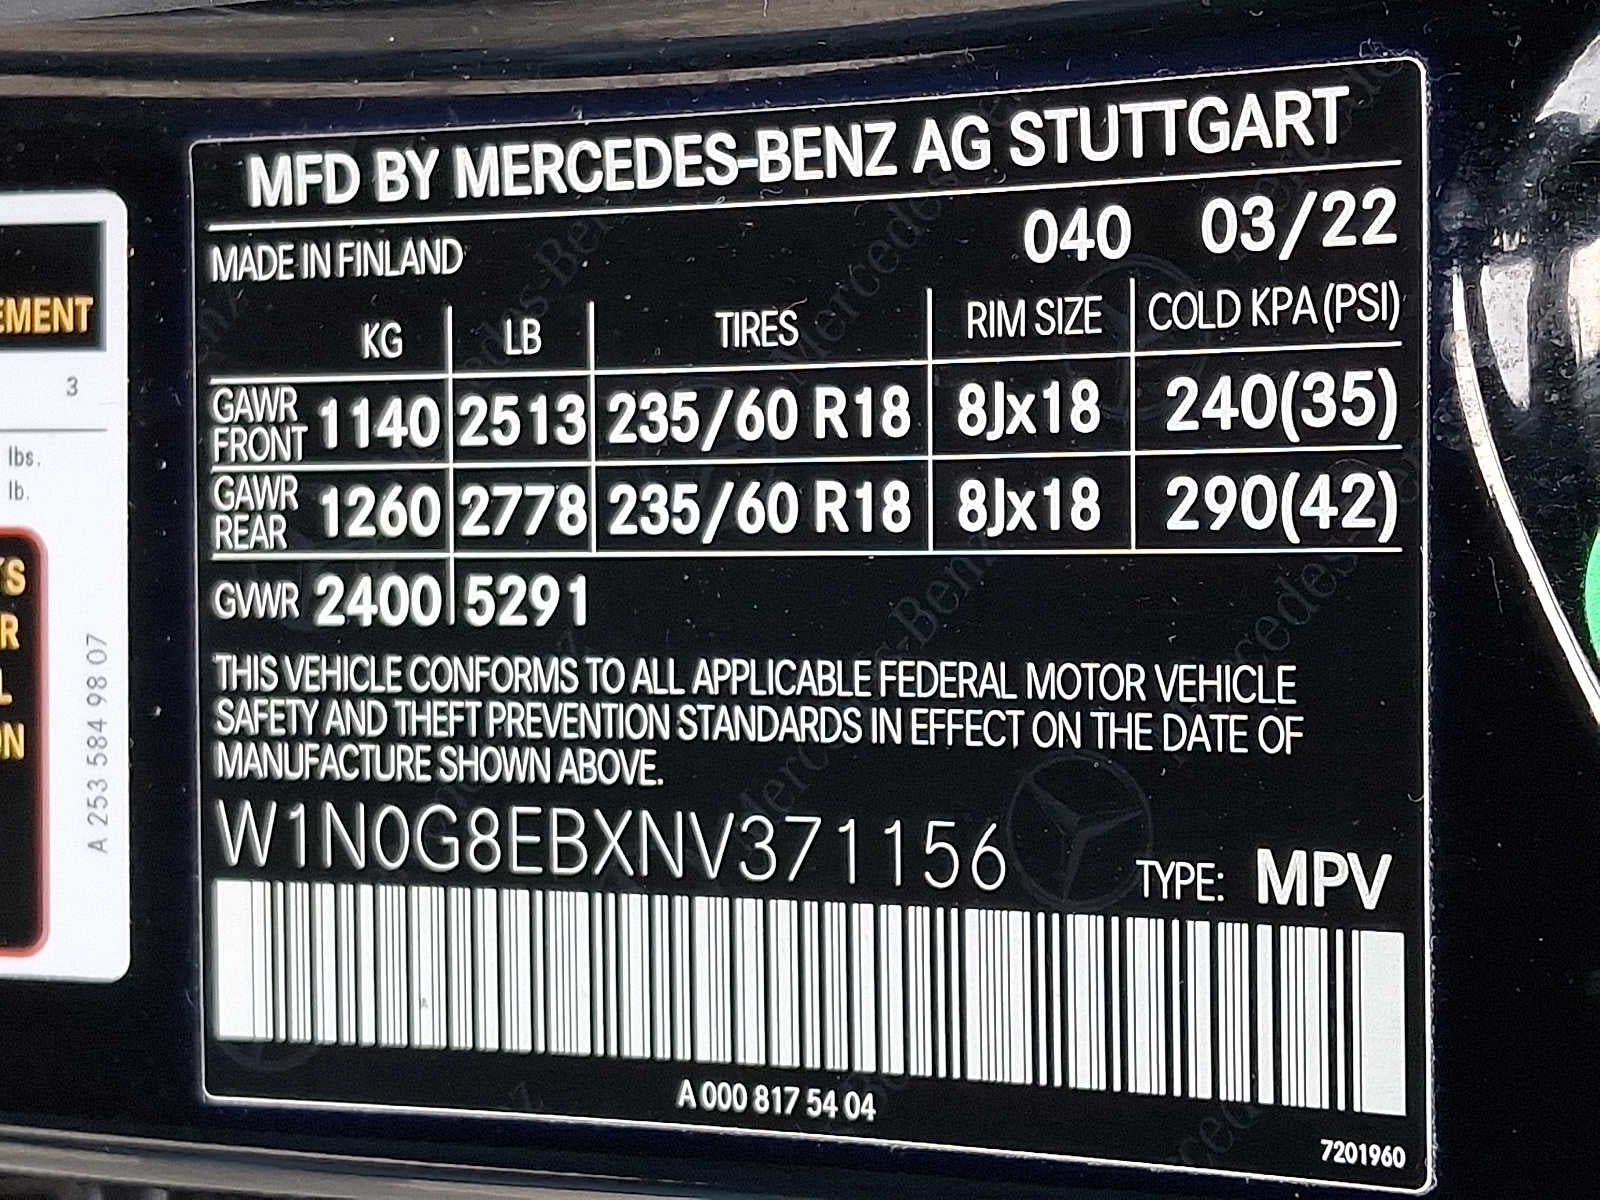 MFD BY MERCEDES-BENZ AG STUTTGART
MADE IN FINLAND 040 03/22
KG LB TIRES RIM SIZE COLD KPA (PSI)
GAWR FRONT 1140 2513 235/60 R18 8Jx18 240(35)
GAWR REAR 1260 2778 235/60 R18 8Jx18 290(42)
GVWR 2400 5291
THIS VEHICLE CONFORMS TO ALL APPLICABLE FEDERAL MOTOR VEHICLE
SAFETY AND THEFT PREVENTION STANDARDS IN EFFECT ON THE DATE OF
MANUFACTURE SHOWN ABOVE.
W1N0G8EBXNV371156 TYPE: MPV
A 000 817 54 04
7201960
EMENT
3
lbs.
lb.
TS
R
L
ON
A 253 584 98 07